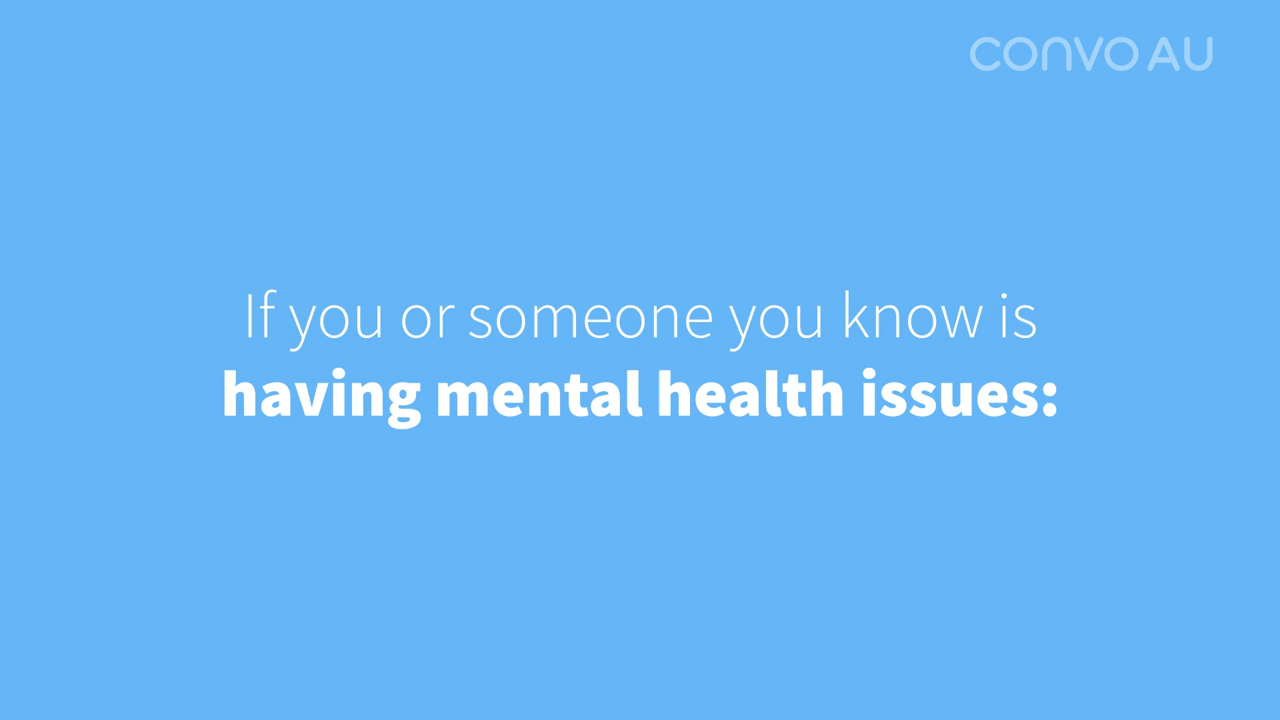 CONVO AU
If you or someone you know is
having mental health issues: